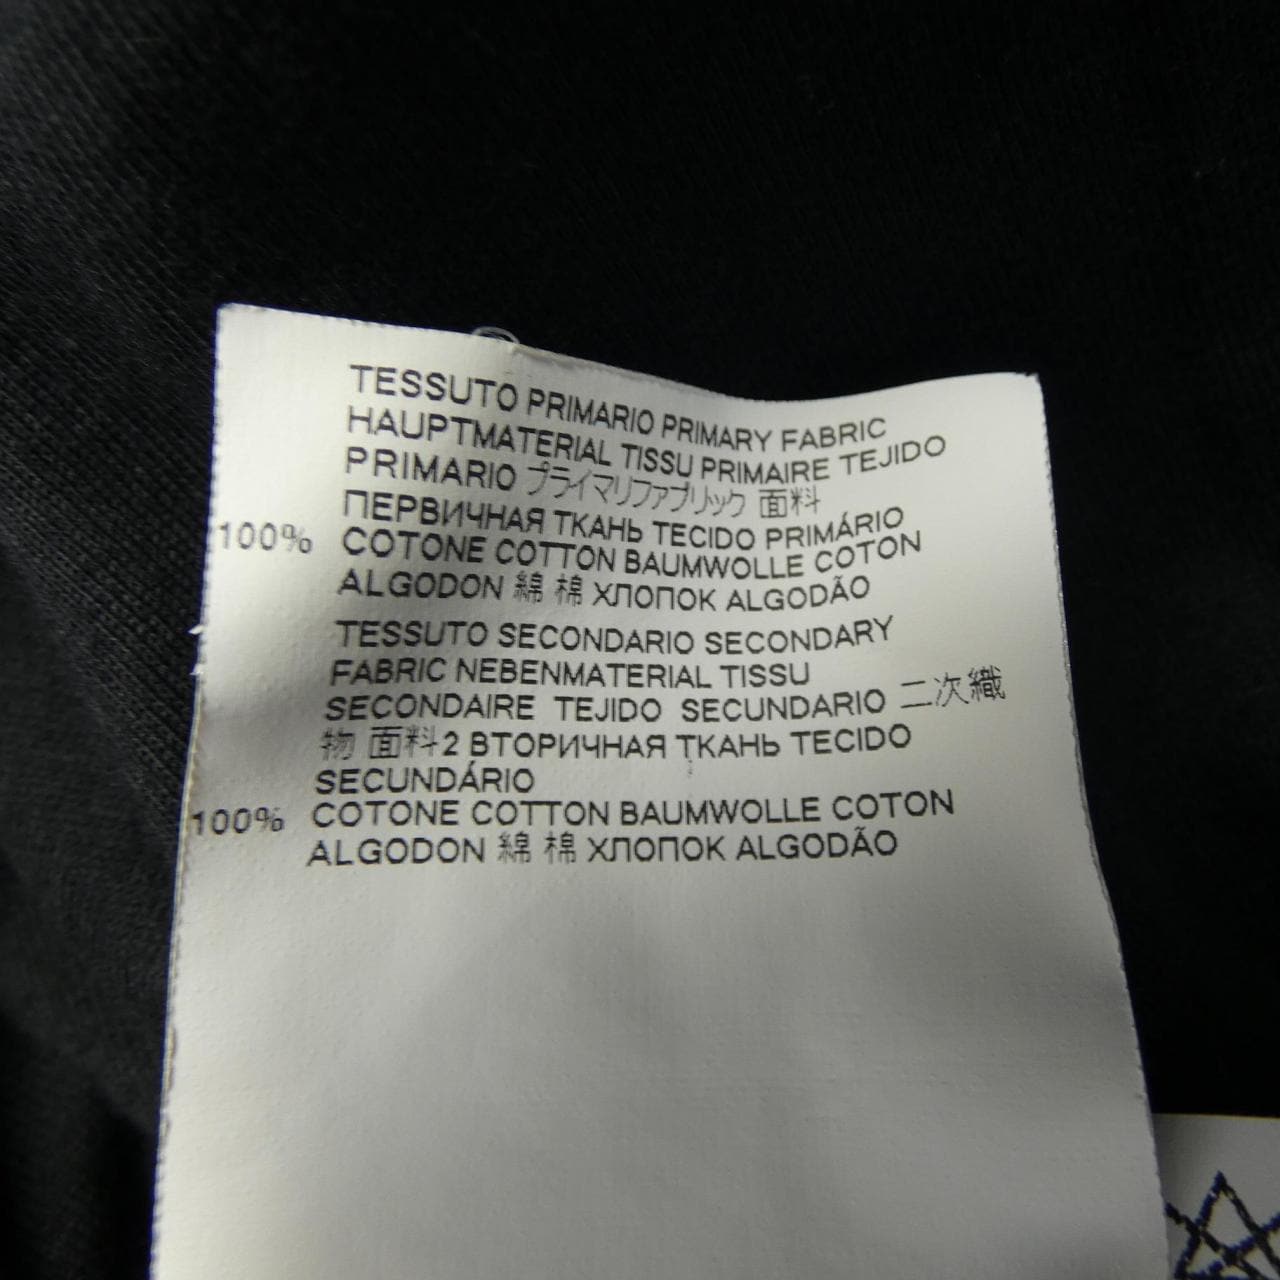 TESSUTO PRIMARIO PRIMARY FABRIC
HAUPTMATERIAL TISSU PRIMAIRE TEJIDO
PRIMARIO プライマリファブリック 面料
ПЕРВИЧНАЯ ТКАНЬ TECIDO PRIMÁRIO
100% COTONE COTTON BAUMWOLLE COTON
ALGODON 綿 棉 ХЛОПОК ALGODÃO
TESSUTO SECONDARIO SECONDARY
FABRIC NEBENMATERIAL TISSU
SECONDAIRE TEJIDO SECUNDARIO 二次織
物 面料2 ВТОРИЧНАЯ ТКАНЬ TECIDO
SECUNDÁRIO
100% COTONE COTTON BAUMWOLLE COTON
ALGODON 綿 棉 ХЛОПОК ALGODÃO